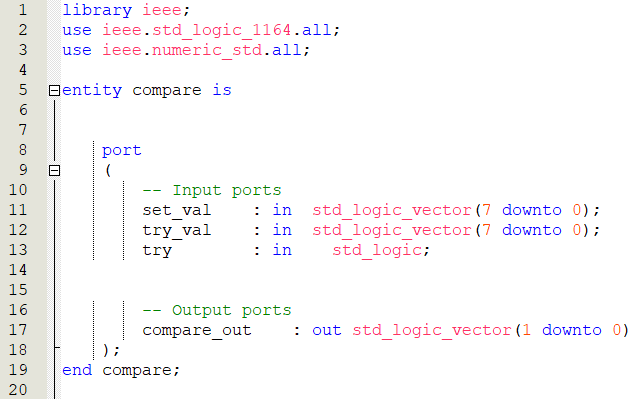 1 library ieee;
2 use ieee.std_logic_1164.all;
3 use ieee.numeric_std.all;
4
5 entity compare is
6
7
8 port
9 (
10 -- Input ports
11 set_val : in std_logic_vector(7 downto 0);
12 try_val : in std_logic_vector(7 downto 0);
13 try : in std_logic;
14
15
16 -- Output ports
17 compare_out : out std_logic_vector(1 downto 0)
18 );
19 end compare;
20